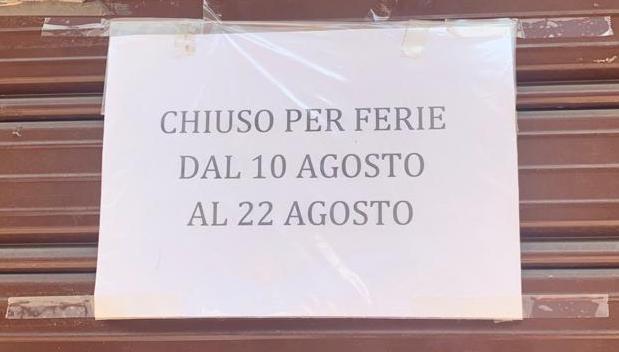 CHIUSO PER FERIE
DAL 10 AGOSTO
AL 22 AGOSTO